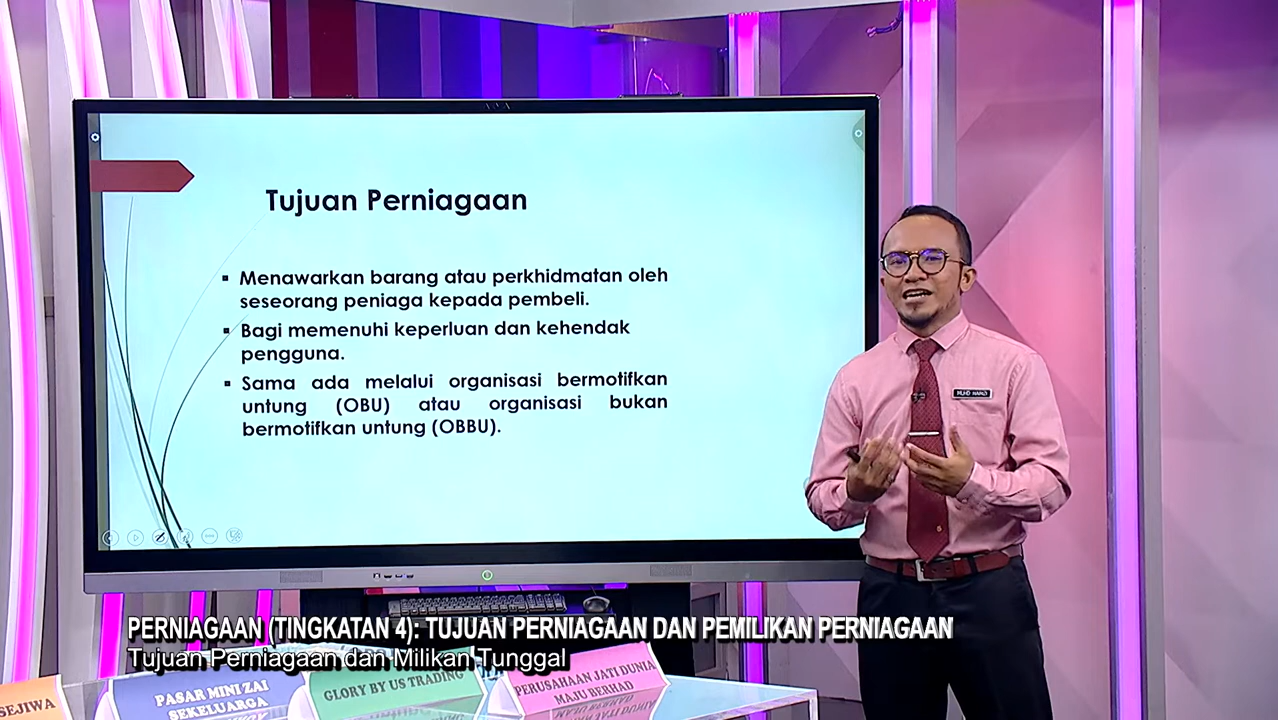 Tujuan Perniagaan
▪ Menawarkan barang atau perkhidmatan oleh
seseorang peniaga kepada pembeli.
▪ Bagi memenuhi keperluan dan kehendak
pengguna.
▪ Sama ada melalui organisasi bermotifkan
untung (OBU) atau organisasi bukan
bermotifkan untung (OBBU).
PERNIAGAAN (TINGKATAN 4): TUJUAN PERNIAGAAN DAN PEMILIKAN PERNIAGAAN
Tujuan Perniagaan dan Milikan Tunggal
SEJIWA
PASAR MINI ZAI
SEKELUARGA
GLORY BY US TRADING
PERUSAHAAN JATI DUNIA
MAJU BERHAD